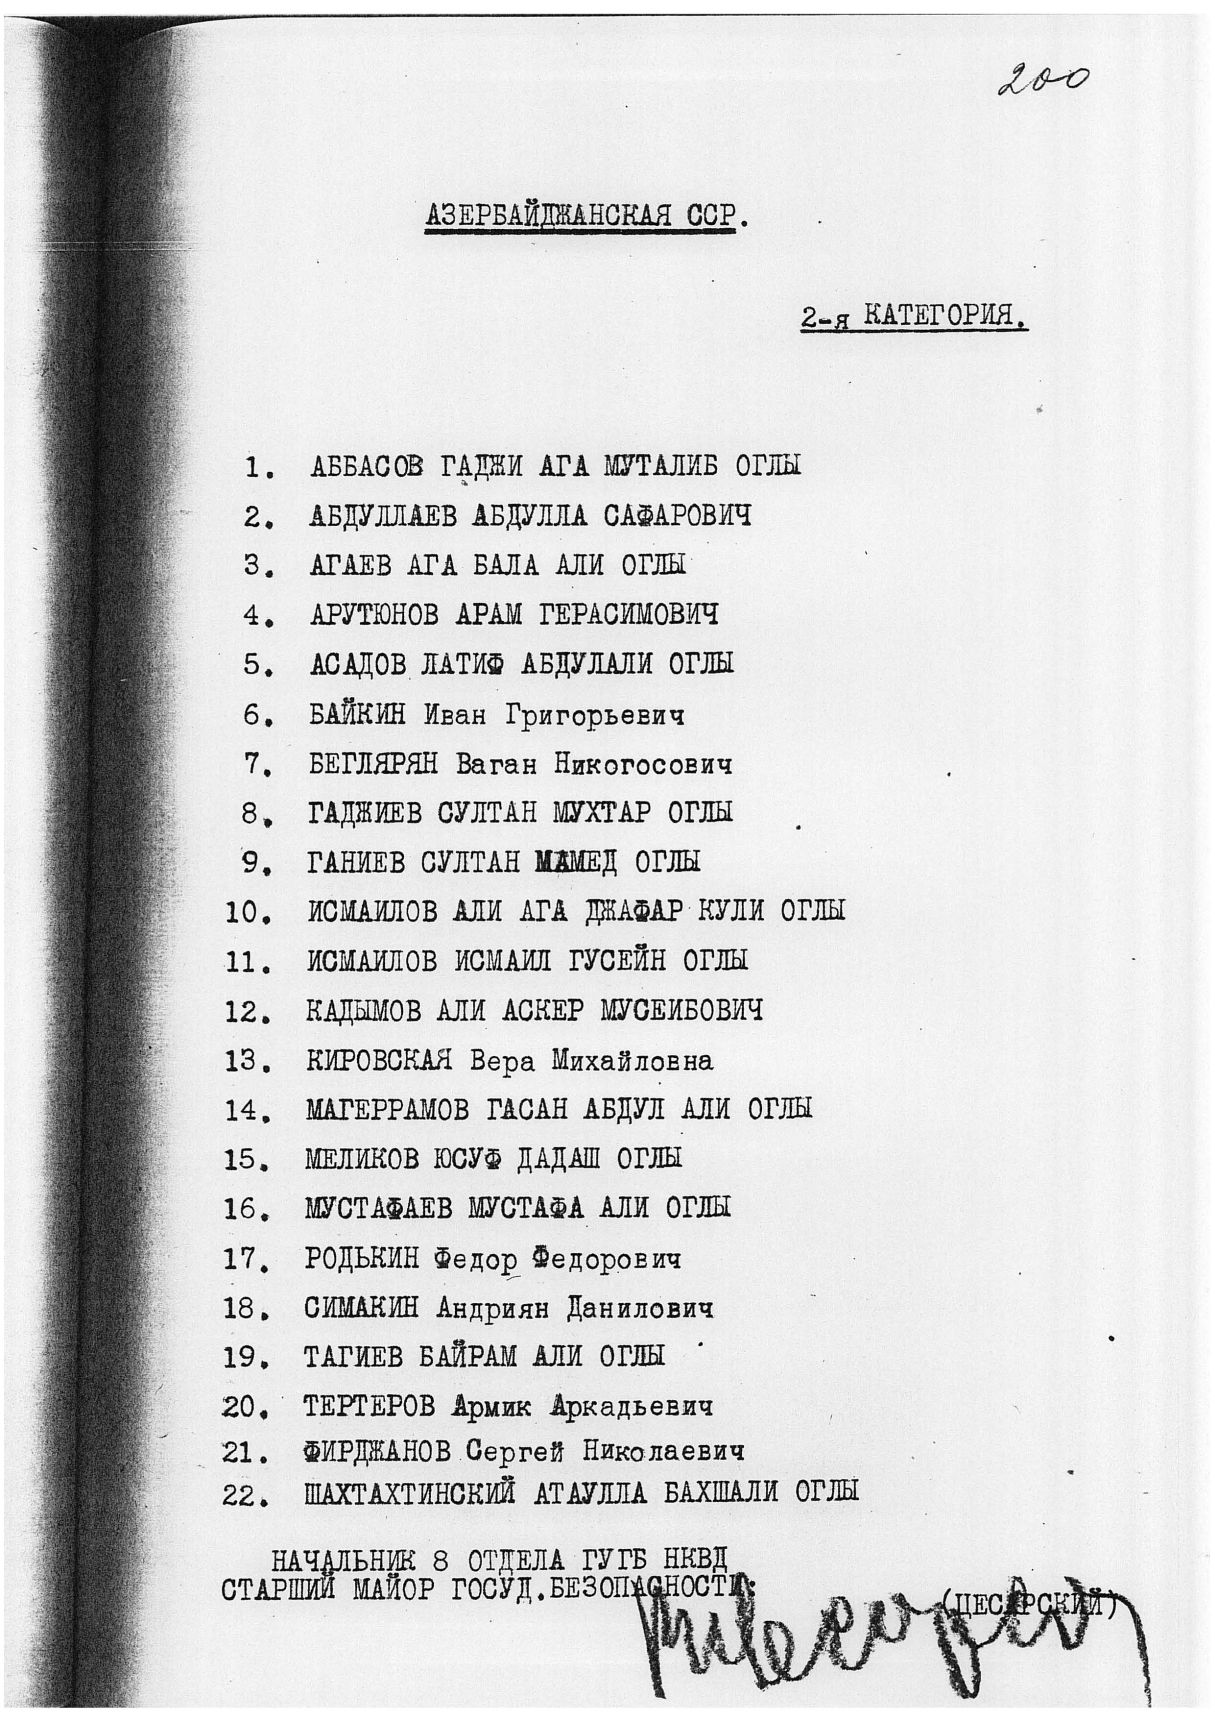 200
АЗЕРБАЙДЖАНСКАЯ ССР.
2-я КАТЕГОРИЯ.
1. АББАСОВ ГАДЖИ АГА МУТАЛИБ ОГЛЫ
2. АБДУЛЛАЕВ АБДУЛЛА САФАРОВИЧ
3. АГАЕВ АГА БАЛА АЛИ ОГЛЫ
4. АРУТЮНОВ АРАМ ГЕРАСИМОВИЧ
5. АСАДОВ ЛАТИФ АБДУЛАЛИ ОГЛЫ
6. БАЙКИН Иван Григорьевич
7. БЕГЛЯРЯН Ваган Никогосович
8. ГАДЖИЕВ СУЛТАН МУХТАР ОГЛЫ
9. ГАНИЕВ СУЛТАН МАМЕД ОГЛЫ
10. ИСМАИЛОВ АЛИ АГА ДЖАФАР КУЛИ ОГЛЫ
11. ИСМАИЛОВ ИСМАИЛ ГУСЕЙН ОГЛЫ
12. КАДЫМОВ АЛИ АСКЕР МУСЕИБОВИЧ
13. КИРОВСКАЯ Вера Михайловна
14. МАГЕРРАМОВ ГАСАН АБДУЛ АЛИ ОГЛЫ
15. МЕЛИКОВ ЮСУФ ДАДАШ ОГЛЫ
16. МУСТАФАЕВ МУСТАФА АЛИ ОГЛЫ
17. РОДЬКИН Федор Федорович
18. СИМАКИН Андриян Данилович
19. ТАГИЕВ БАЙРАМ АЛИ ОГЛЫ
20. ТЕРТЕРОВ Армик Аркадьевич
21. ФИРДЖАНОВ Сергей Николаевич
22. ШАХТАХТИНСКИЙ АТАУЛЛА БАХШАЛИ ОГЛЫ
НАЧАЛЬНИК 8 ОТДЕЛА ГУГБ НКВД
СТАРШИЙ МАЙОР ГОСУД.БЕЗОПАСНОСТИ:
(ЦЕСАРСКИЙ)